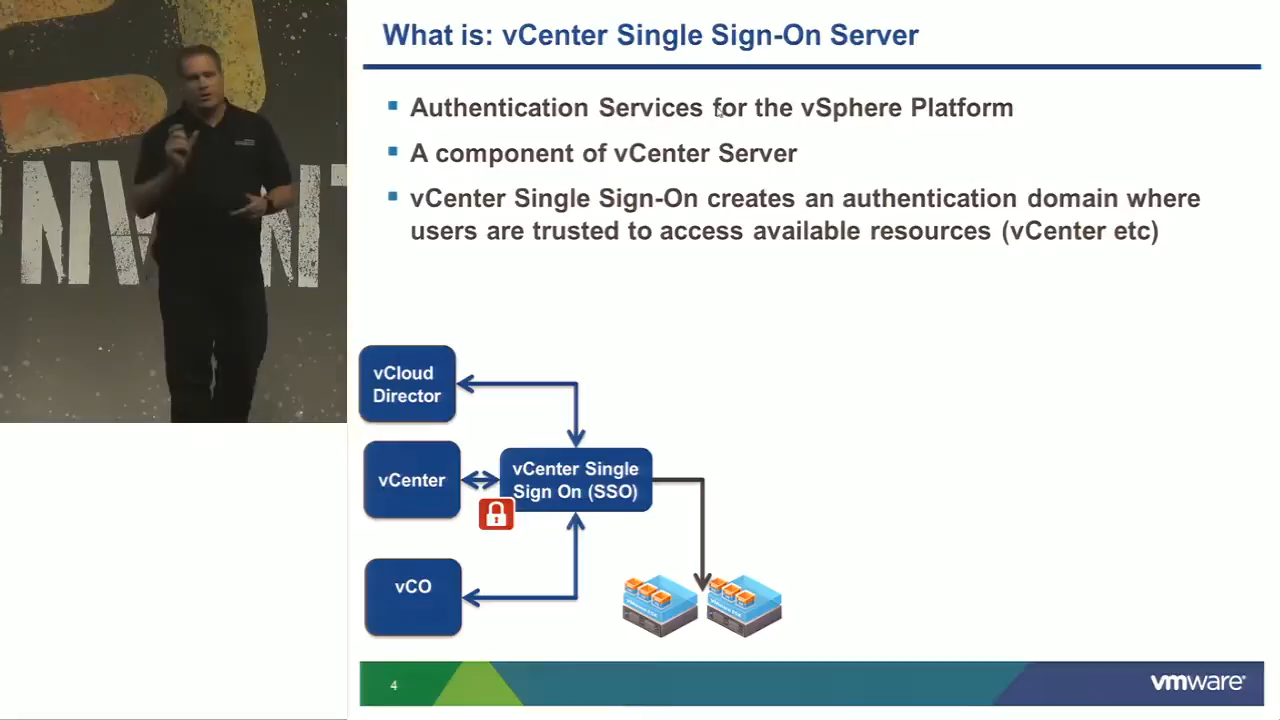 What is: vCenter Single Sign-On Server
Authentication Services for the vSphere Platform
A component of vCenter Server
vCenter Single Sign-On creates an authentication domain where
users are trusted to access available resources (vCenter etc)
vCloud
Director
vCenter
vCenter Single
Sign On (SSO)
vCO
4
vmware